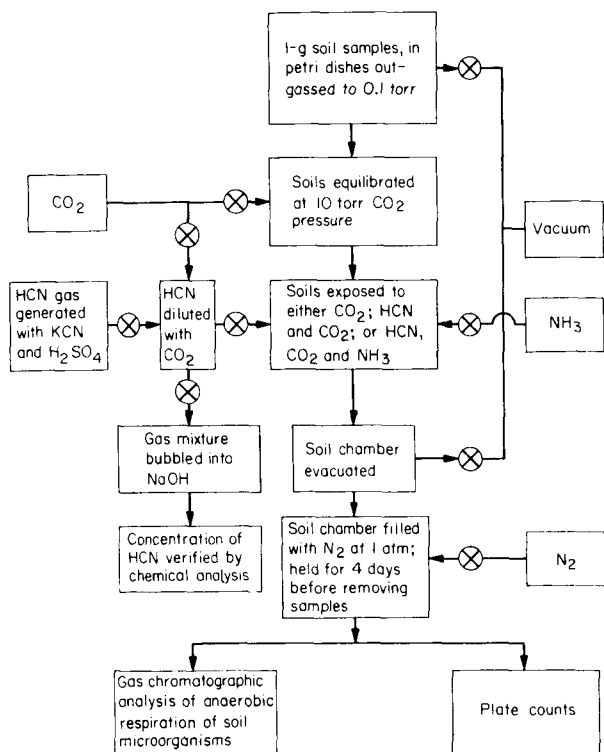 1-g soil samples, in
petri dishes out-
gassed to 0.1 torr
CO2
Soils equilibrated
at 10 torr CO2
pressure
Vacuum
HCN gas
generated
with KCN
and H2SO4
HCN
diluted
with
CO2
Soils exposed to
either CO2; HCN
and CO2; or HCN,
CO2 and NH3
NH3
Gas mixture
bubbled into
NaOH
Soil chamber
evacuated
Concentration of
HCN verified by
chemical analysis
Soil chamber filled
with N2 at 1 atm;
held for 4 days
before removing
samples
N2
Gas chromatographic
analysis of anaerobic
respiration of soil
microorganisms
Plate counts